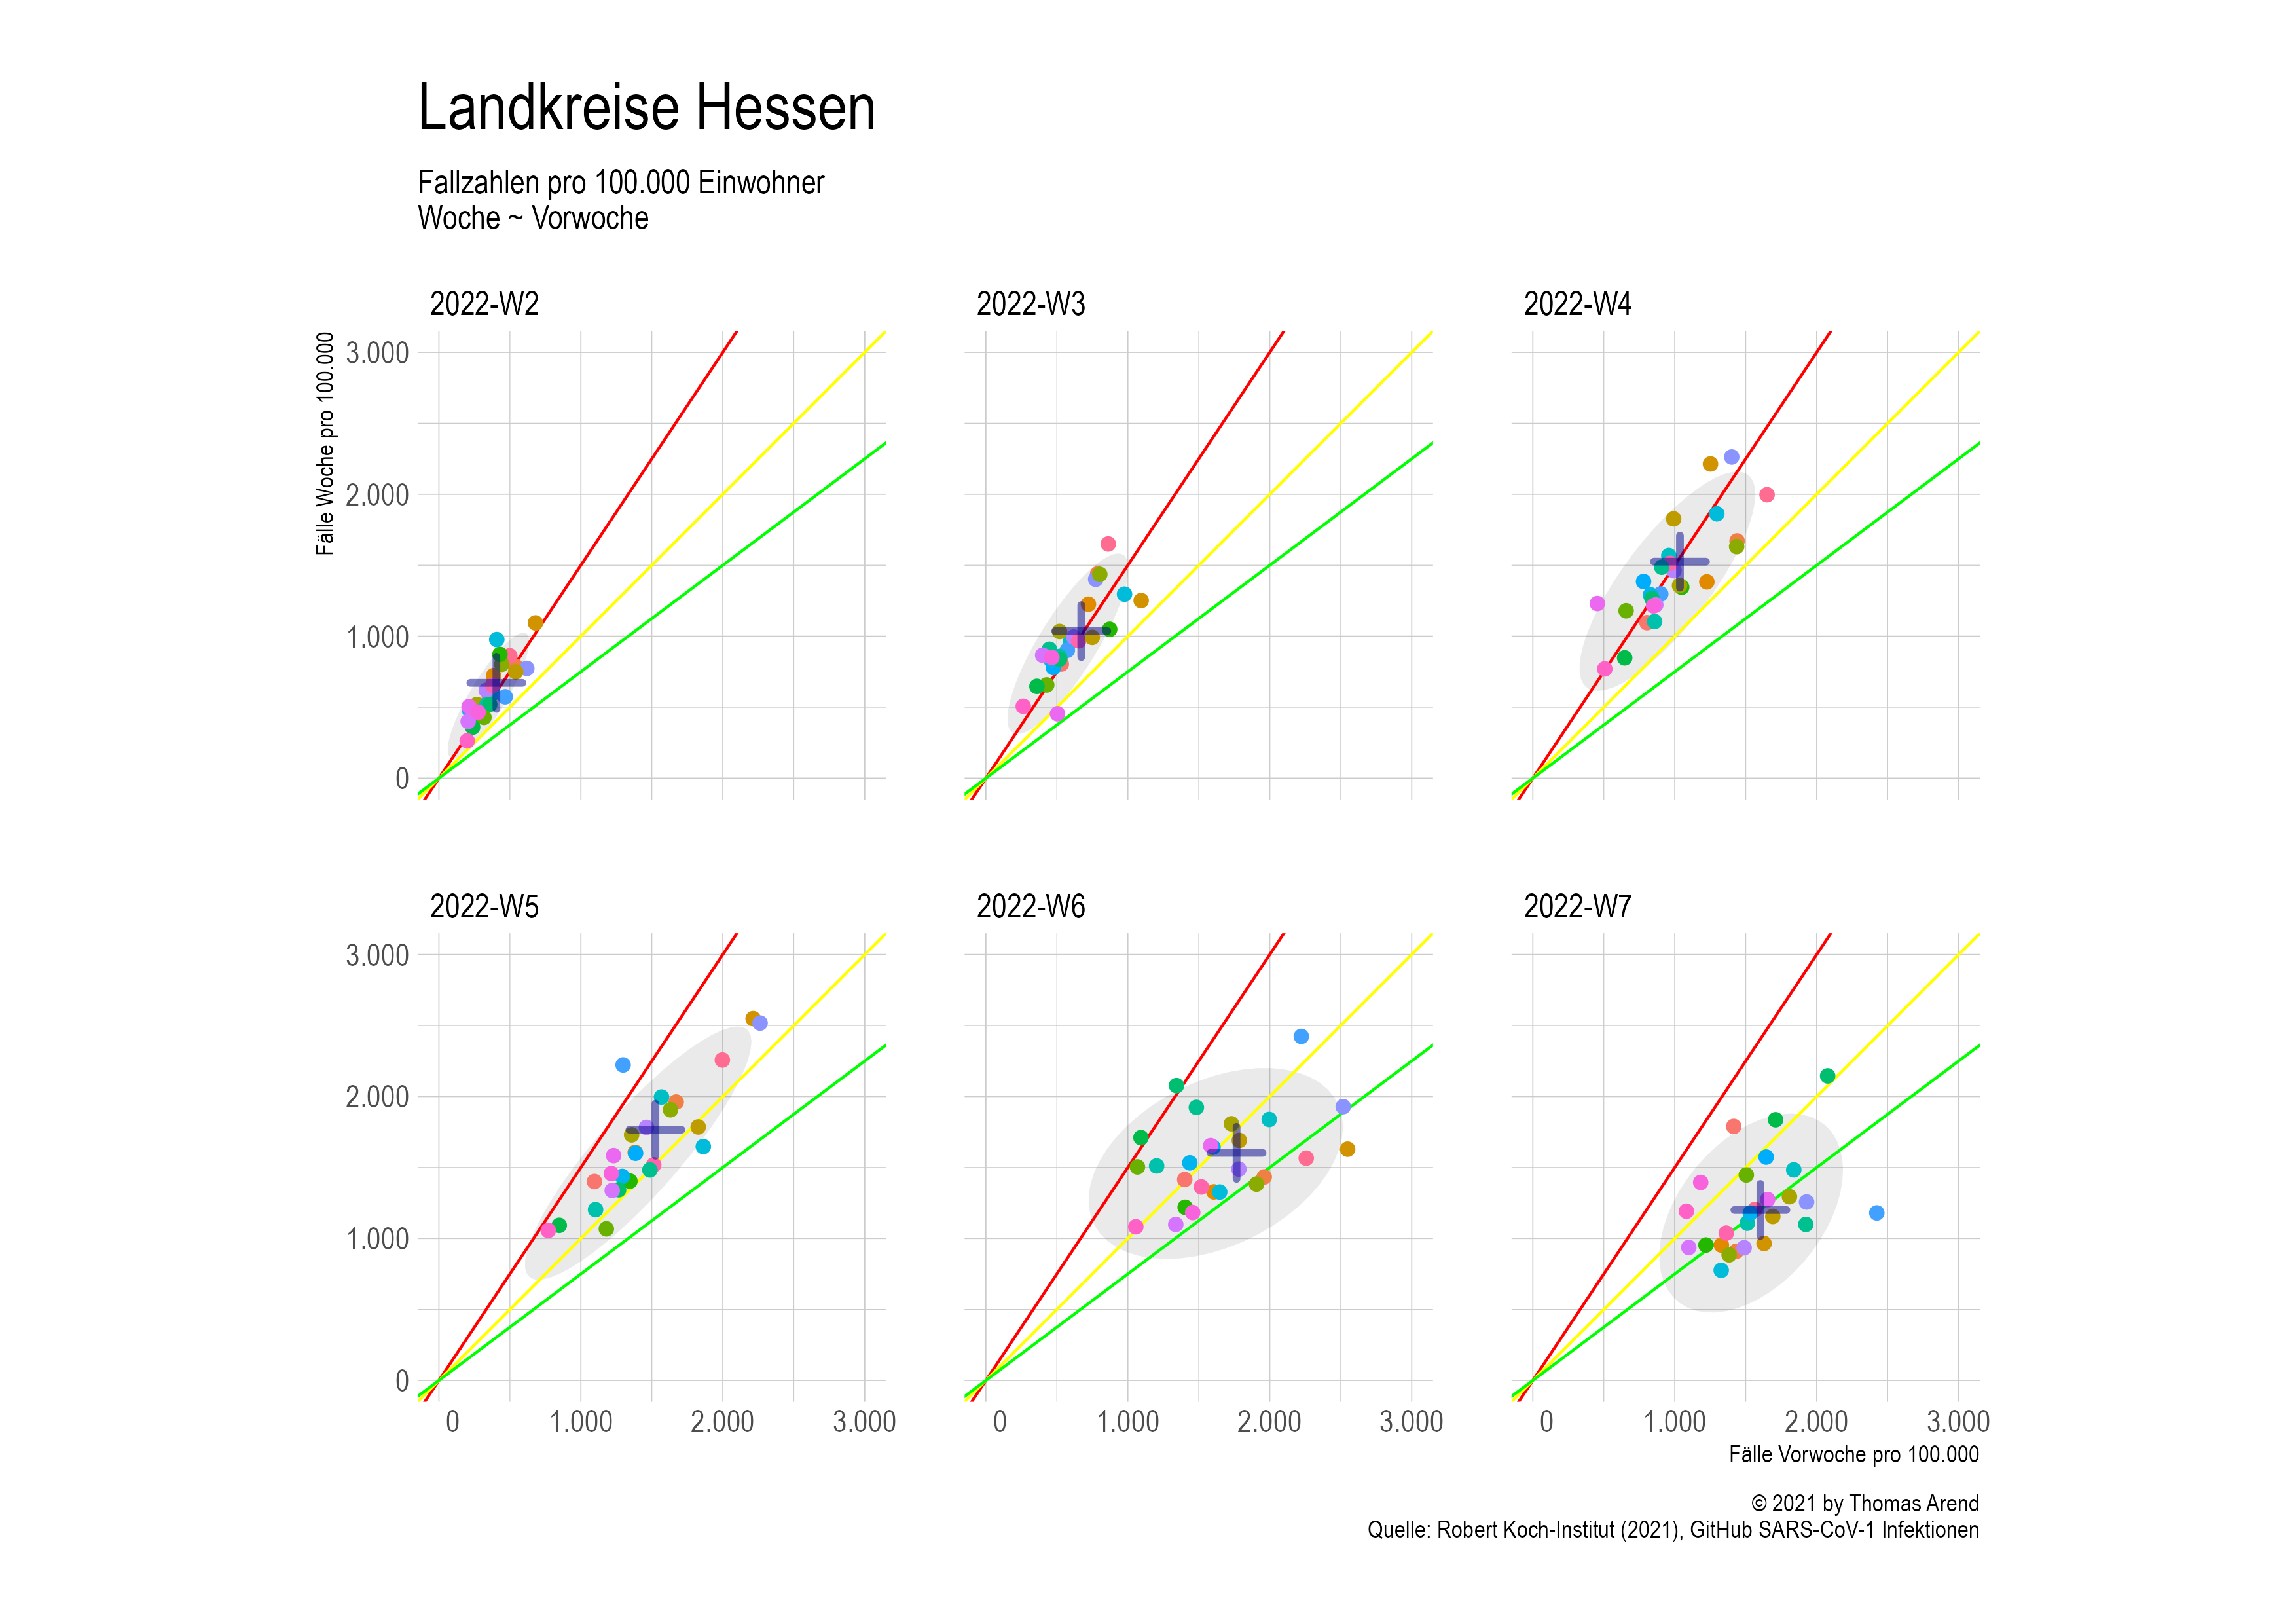 Landkreise Hessen
Fallzahlen pro 100.000 Einwohner
Woche ~ Vorwoche
2022-W2
2022-W3
2022-W4
Fälle Woche pro 100.000
3.000
2.000
1.000
0
2022-W5
2022-W6
2022-W7
3.000
2.000
1.000
0
0 1.000 2.000 3.000
0 1.000 2.000 3.000
0 1.000 2.000 3.000
Fälle Vorwoche pro 100.000
© 2021 by Thomas Arend
Quelle: Robert Koch-Institut (2021), GitHub SARS-CoV-1 Infektionen